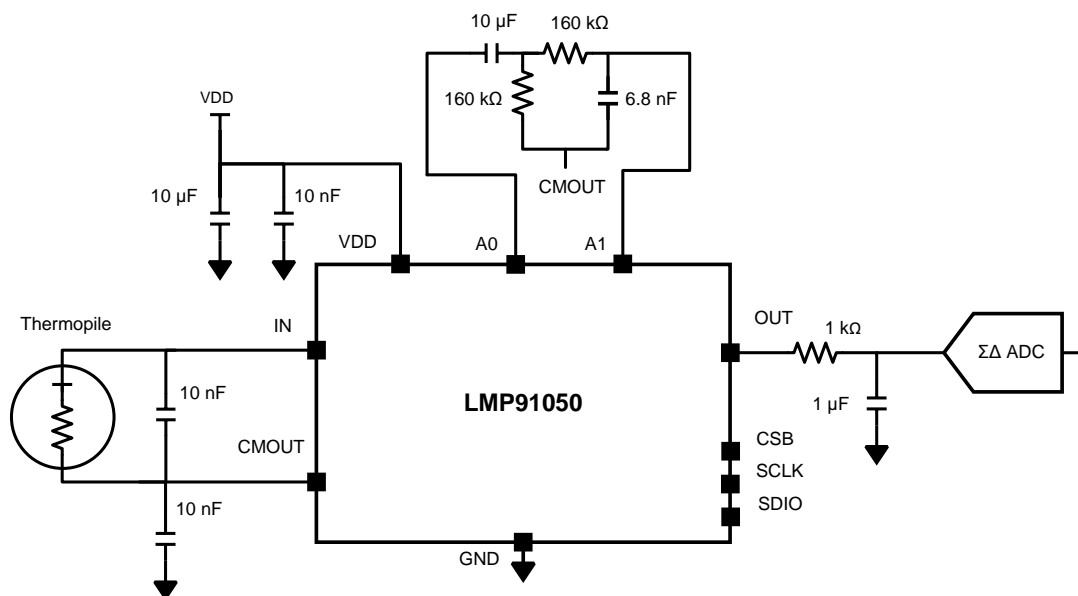 10 µF
160 kΩ
160 kΩ
6.8 nF
CMOUT
VDD
10 µF
10 nF
VDD
A0
A1
Thermopile
IN
10 nF
CMOUT
10 nF
GND
LMP91050
OUT
1 kΩ
ΣΔ ADC
1 µF
CSB
SCLK
SDIO